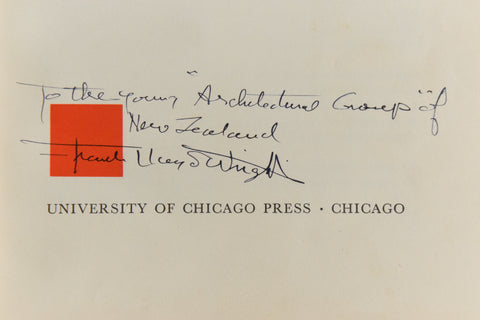 To the young "Architectural Group" of
New Zealand
Frank Lloyd Wright
UNIVERSITY OF CHICAGO PRESS · CHICAGO